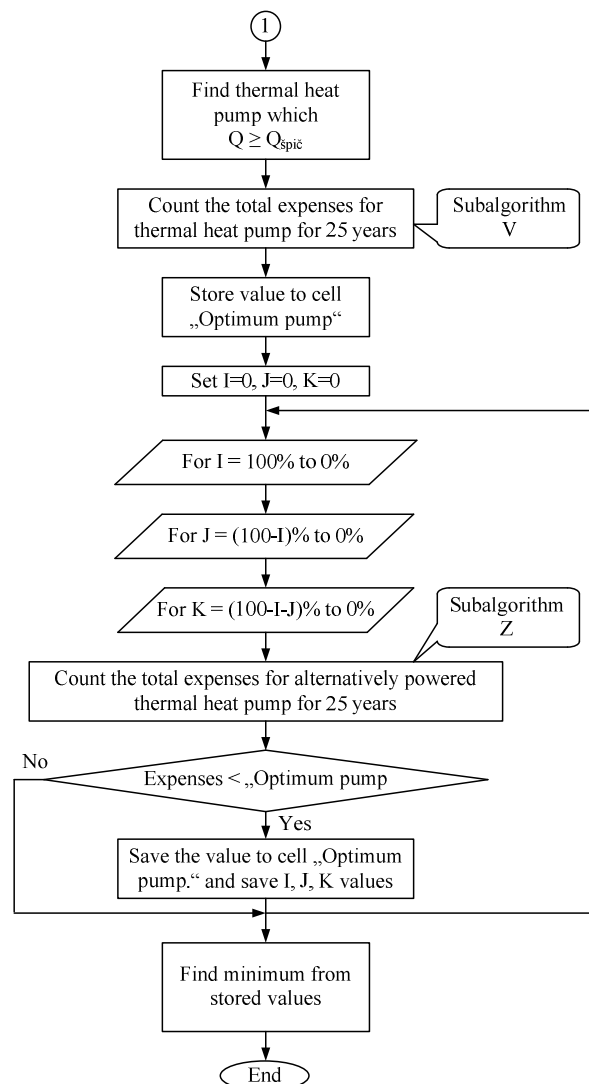 1
Find thermal heat
pump which
Q ≥ Qšpič
Count the total expenses for
thermal heat pump for 25 years
Subalgorithm
V
Store value to cell
„Optimum pump“
Set I=0, J=0, K=0
For I = 100% to 0%
For J = (100-I)% to 0%
For K = (100-I-J)% to 0%
Subalgorithm
Z
Count the total expenses for alternatively powered
thermal heat pump for 25 years
No
Expenses < „Optimum pump
Yes
Save the value to cell „Optimum
pump.“ and save I, J, K values
Find minimum from
stored values
End